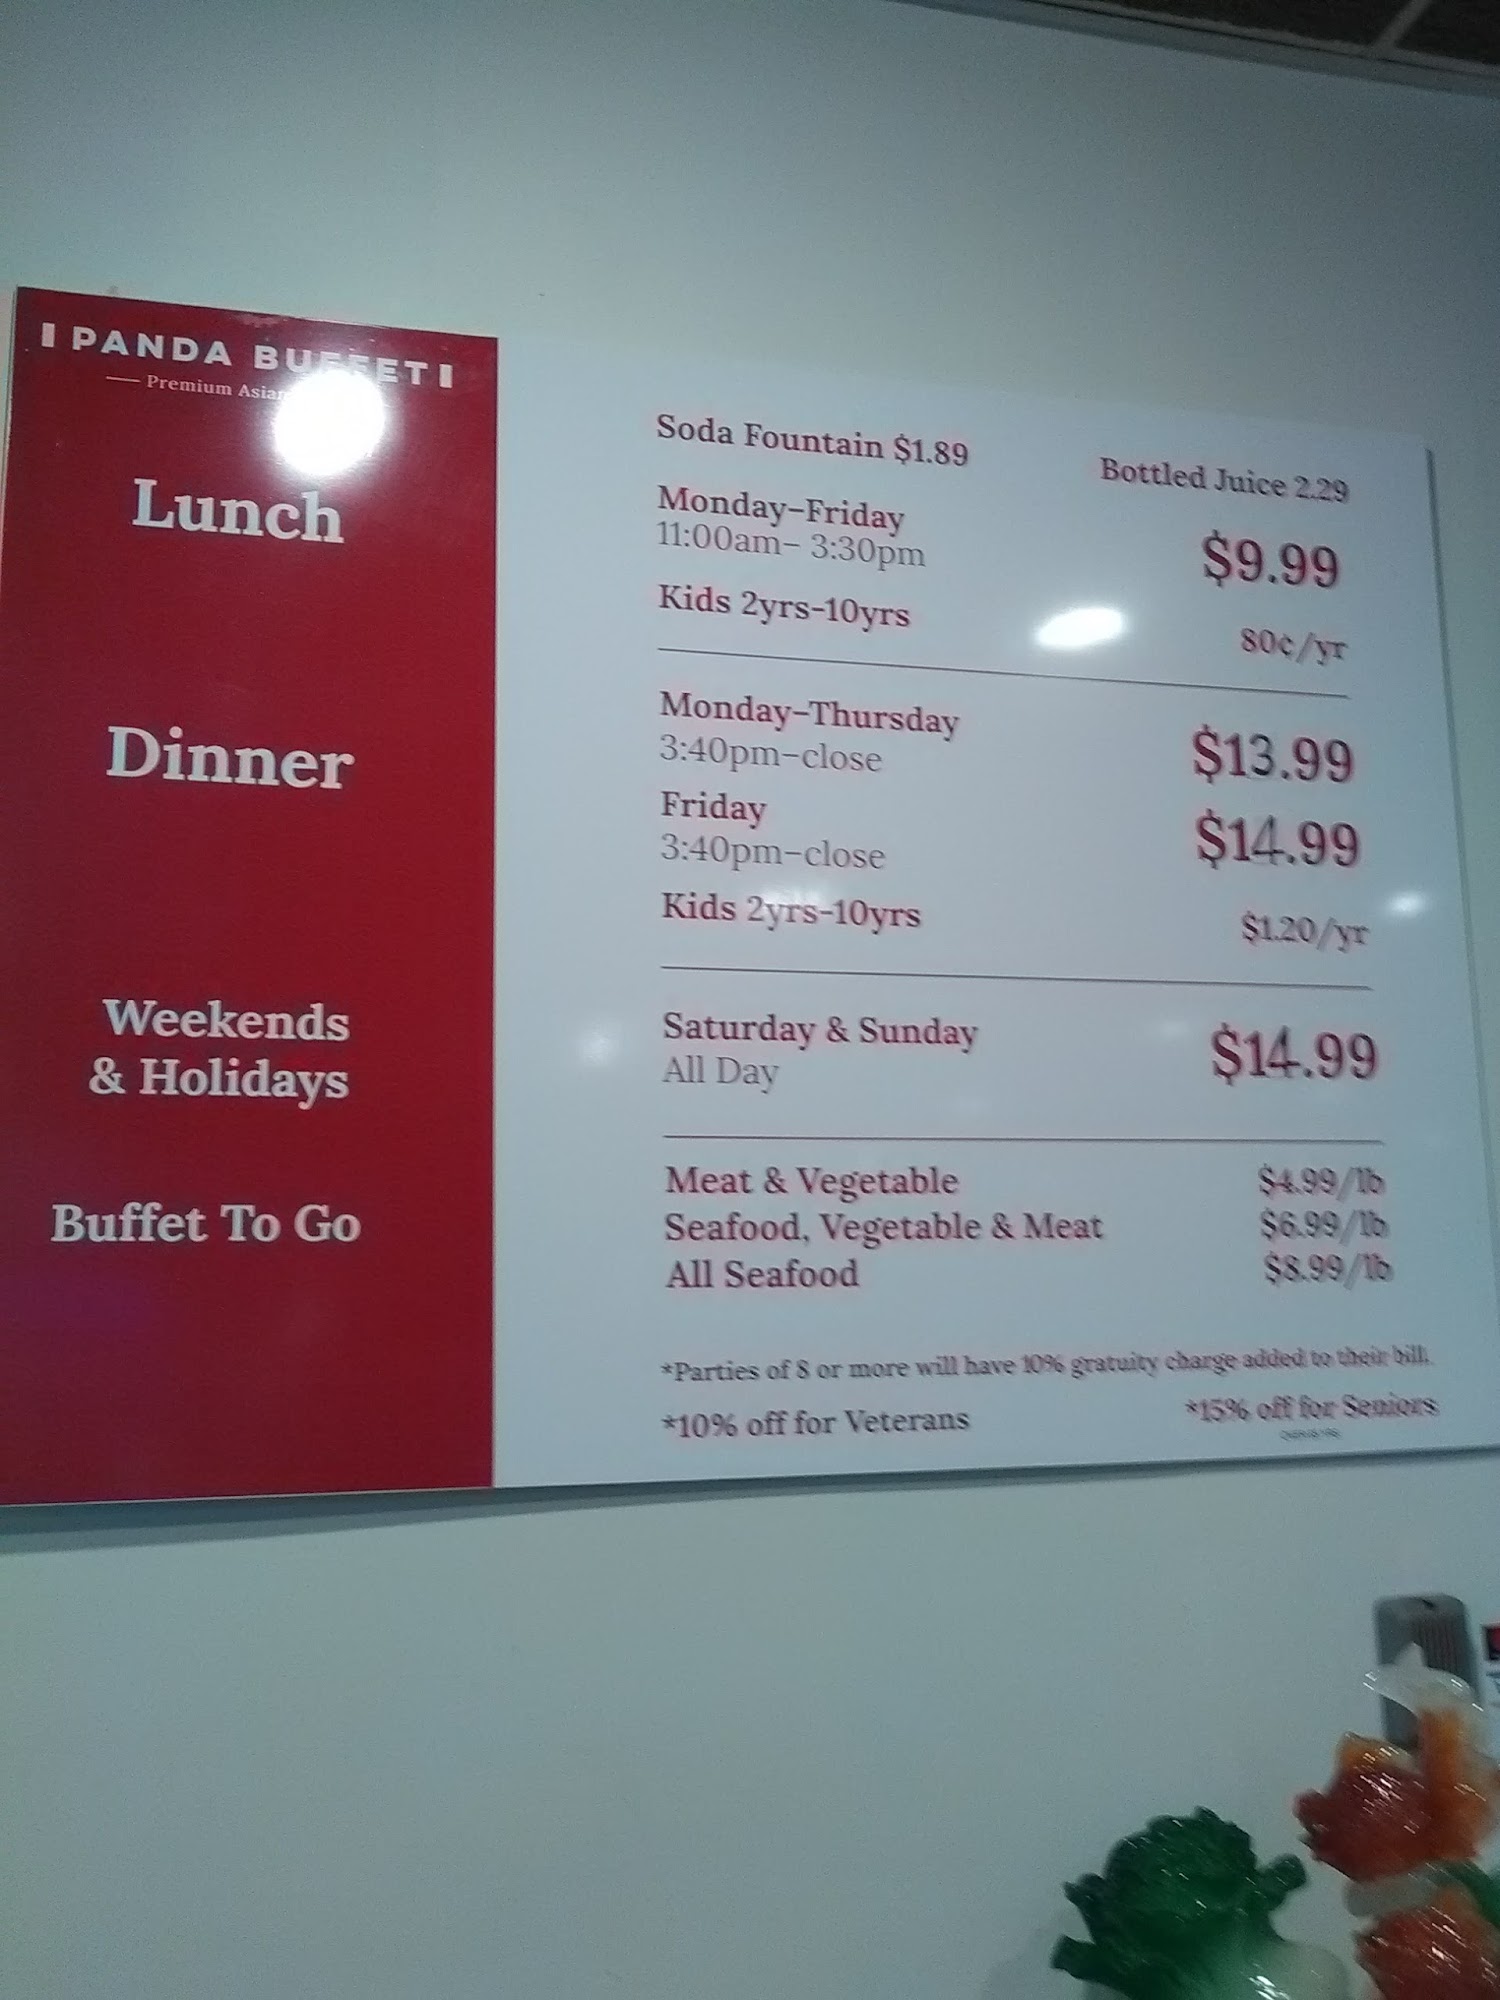 PANDA BUFFET
Premium Asian
Lunch
Soda Fountain $1.89
Bottled Juice 2.29
Monday-Friday
11:00am- 3:30pm
$9.99
Kids 2yrs-10yrs
80¢/yr
Dinner
Monday-Thursday
3:40pm-close
$13.99
Friday
3:40pm-close
$14.99
Kids 2yrs-10yrs
$1.20/yr
Weekends
& Holidays
Saturday & Sunday
All Day
$14.99
Buffet To Go
Meat & Vegetable $4.99/lb
Seafood, Vegetable & Meat $6.99/lb
All Seafood $8.99/lb
*Parties of 8 or more will have 10% gratuity charge added to their bill.
*10% off for Veterans
*15% off for Seniors